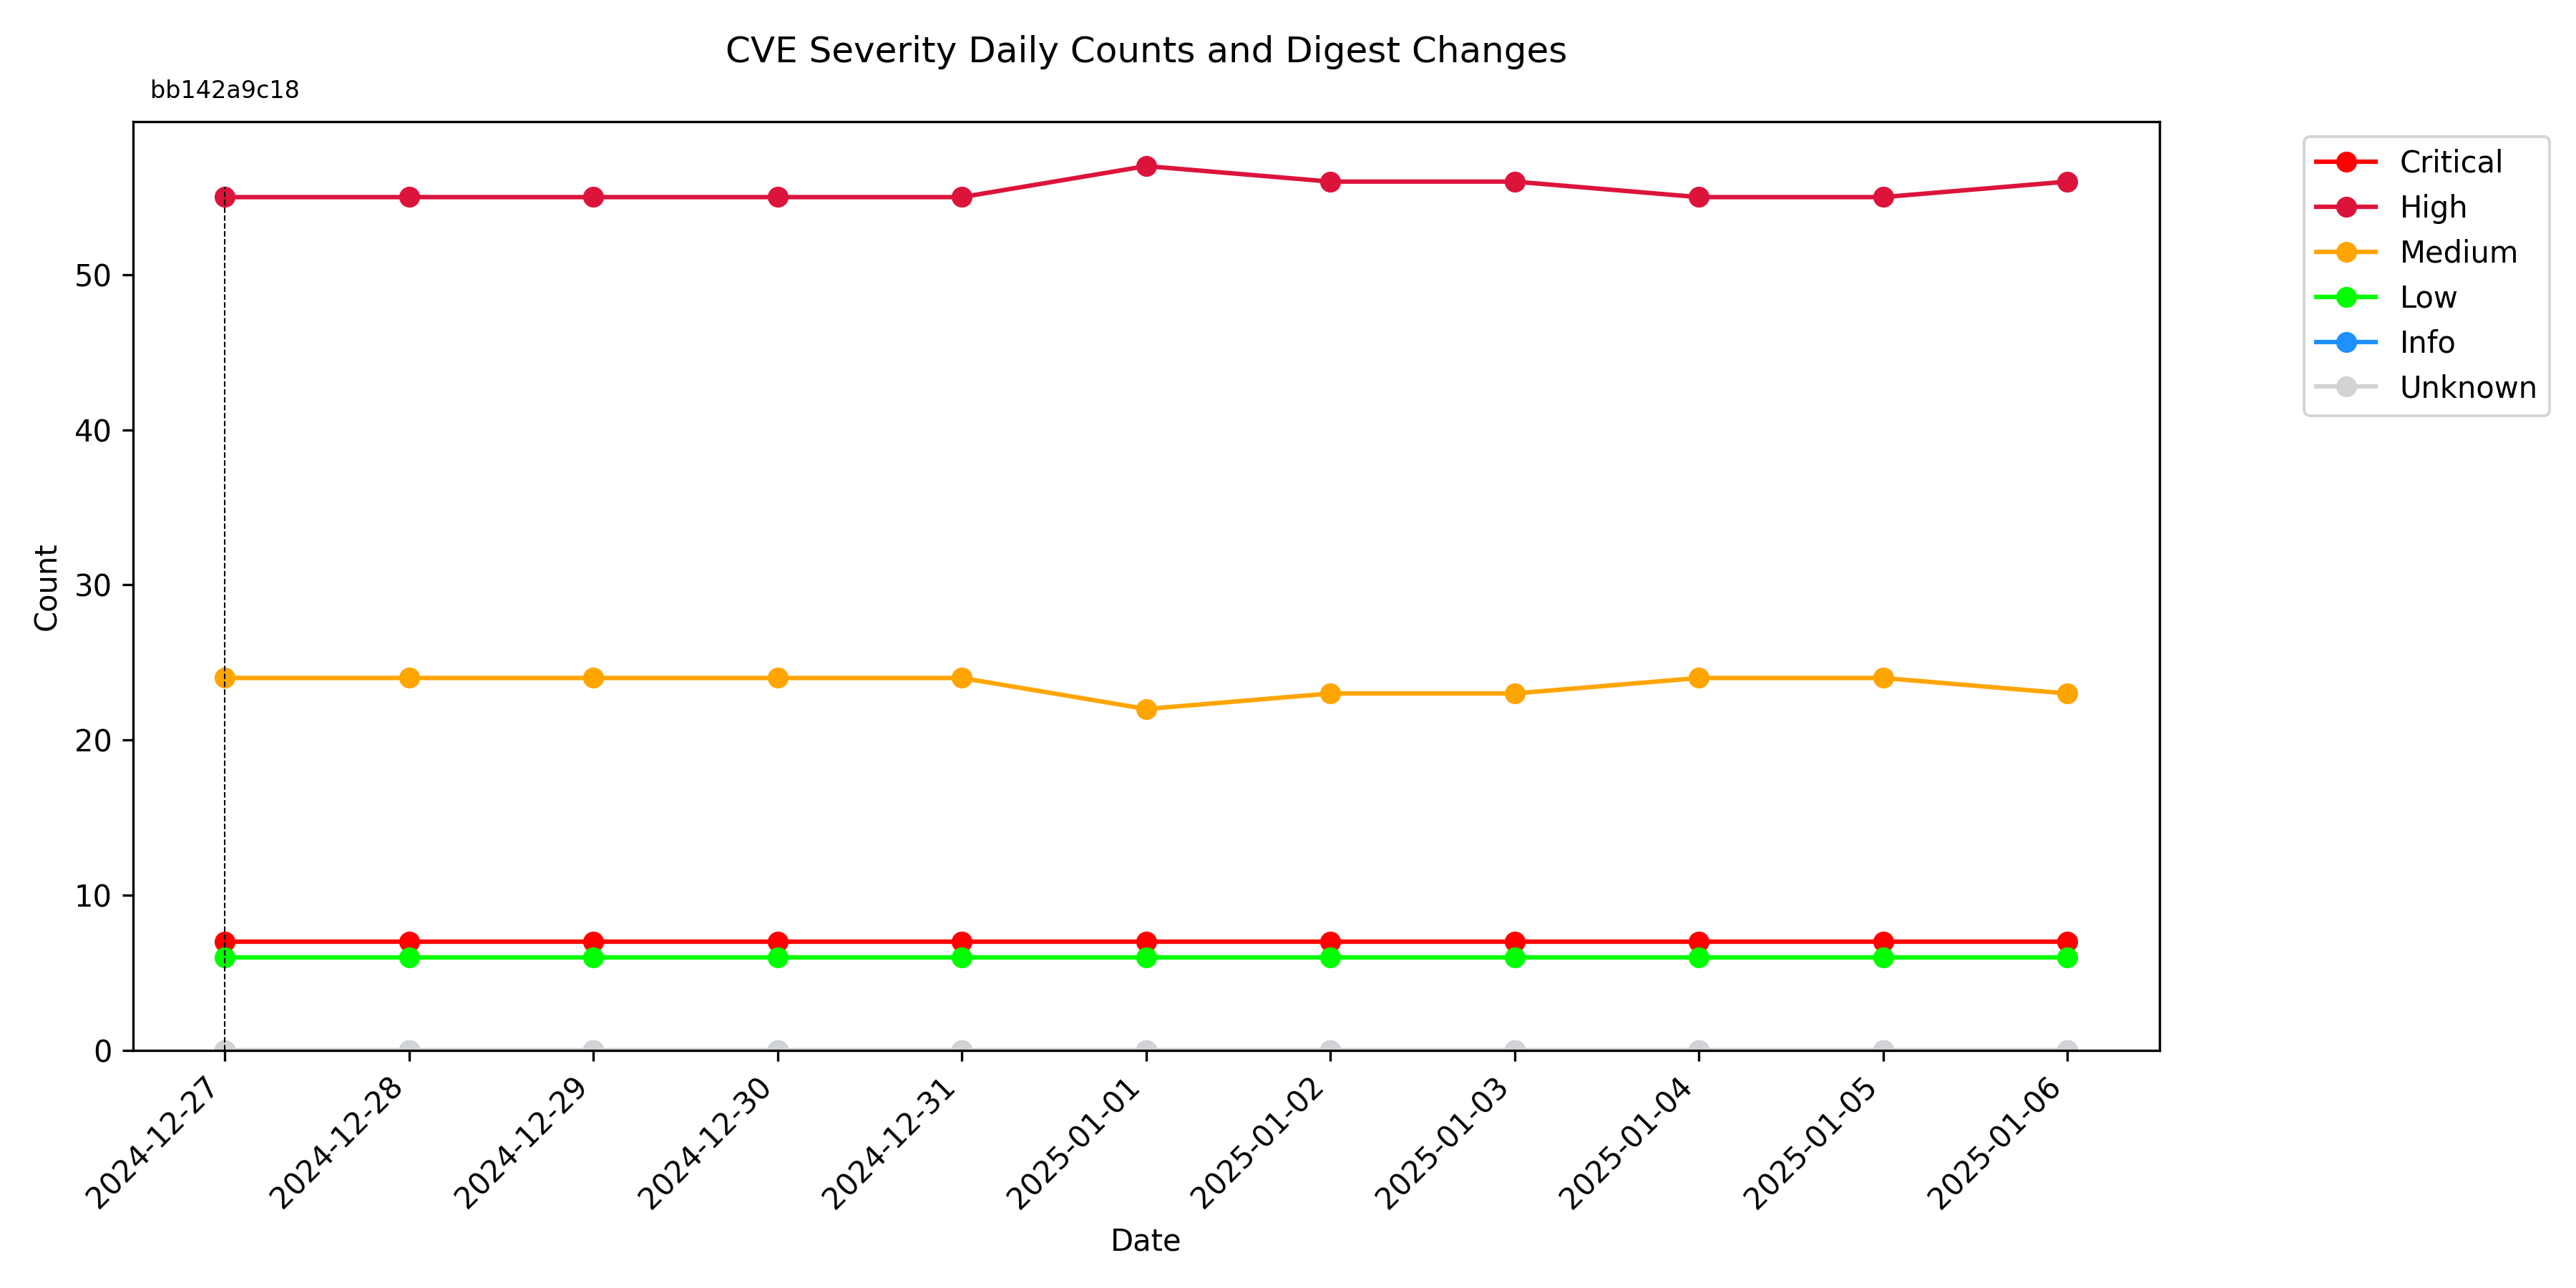 CVE Severity Daily Counts and Digest Changes
bb142a9c18
Critical
High
Medium
Low
Info
Unknown
Count
50
40
30
20
10
0
2024-12-27
2024-12-28
2024-12-29
2024-12-30
2024-12-31
2025-01-01
2025-01-02
2025-01-03
2025-01-04
2025-01-05
2025-01-06
Date